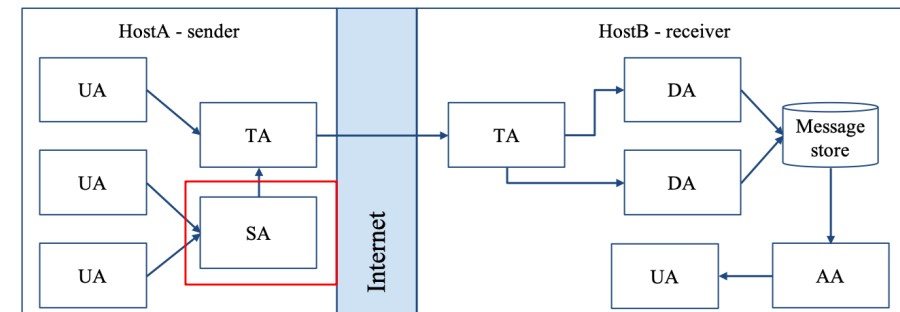 HostA - sender
HostB - receiver
UA
UA
UA
TA
SA
Internet
TA
DA
DA
Message
store
UA
AA